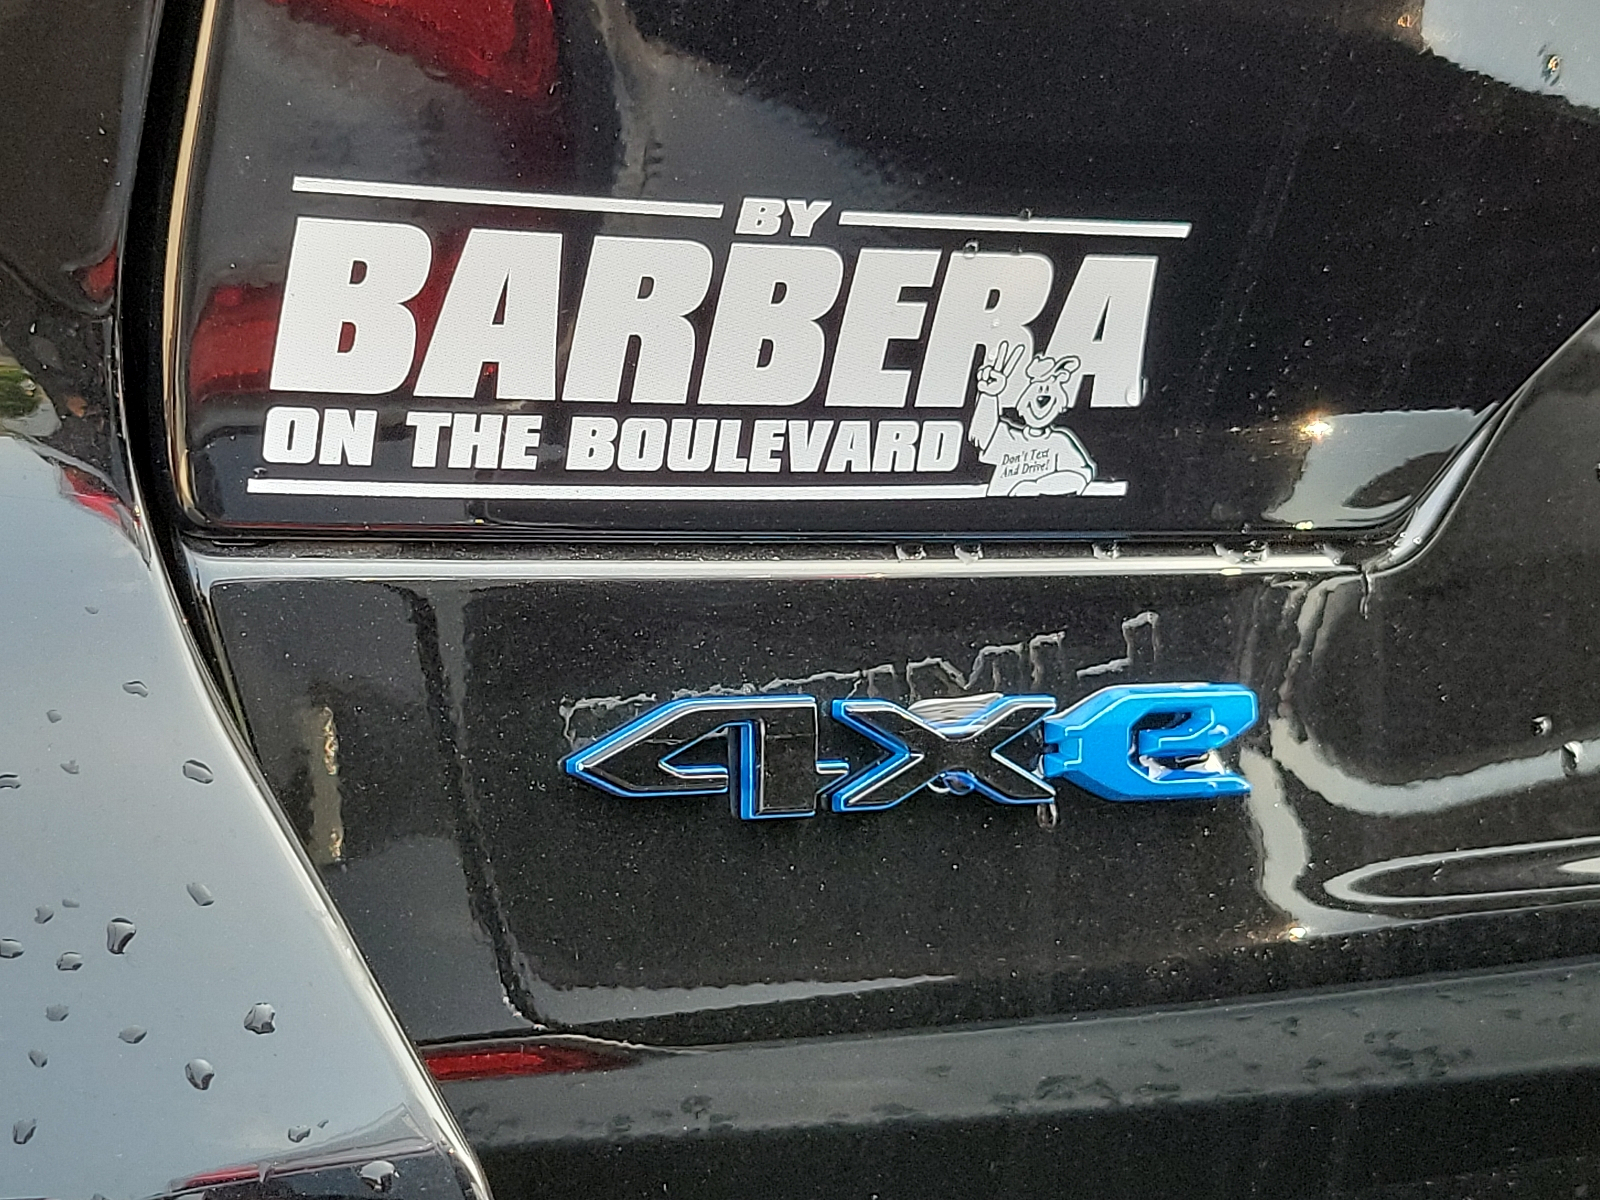 BY
BARBERA
ON THE BOULEVARD
Don't Text
And Drive!
4xe